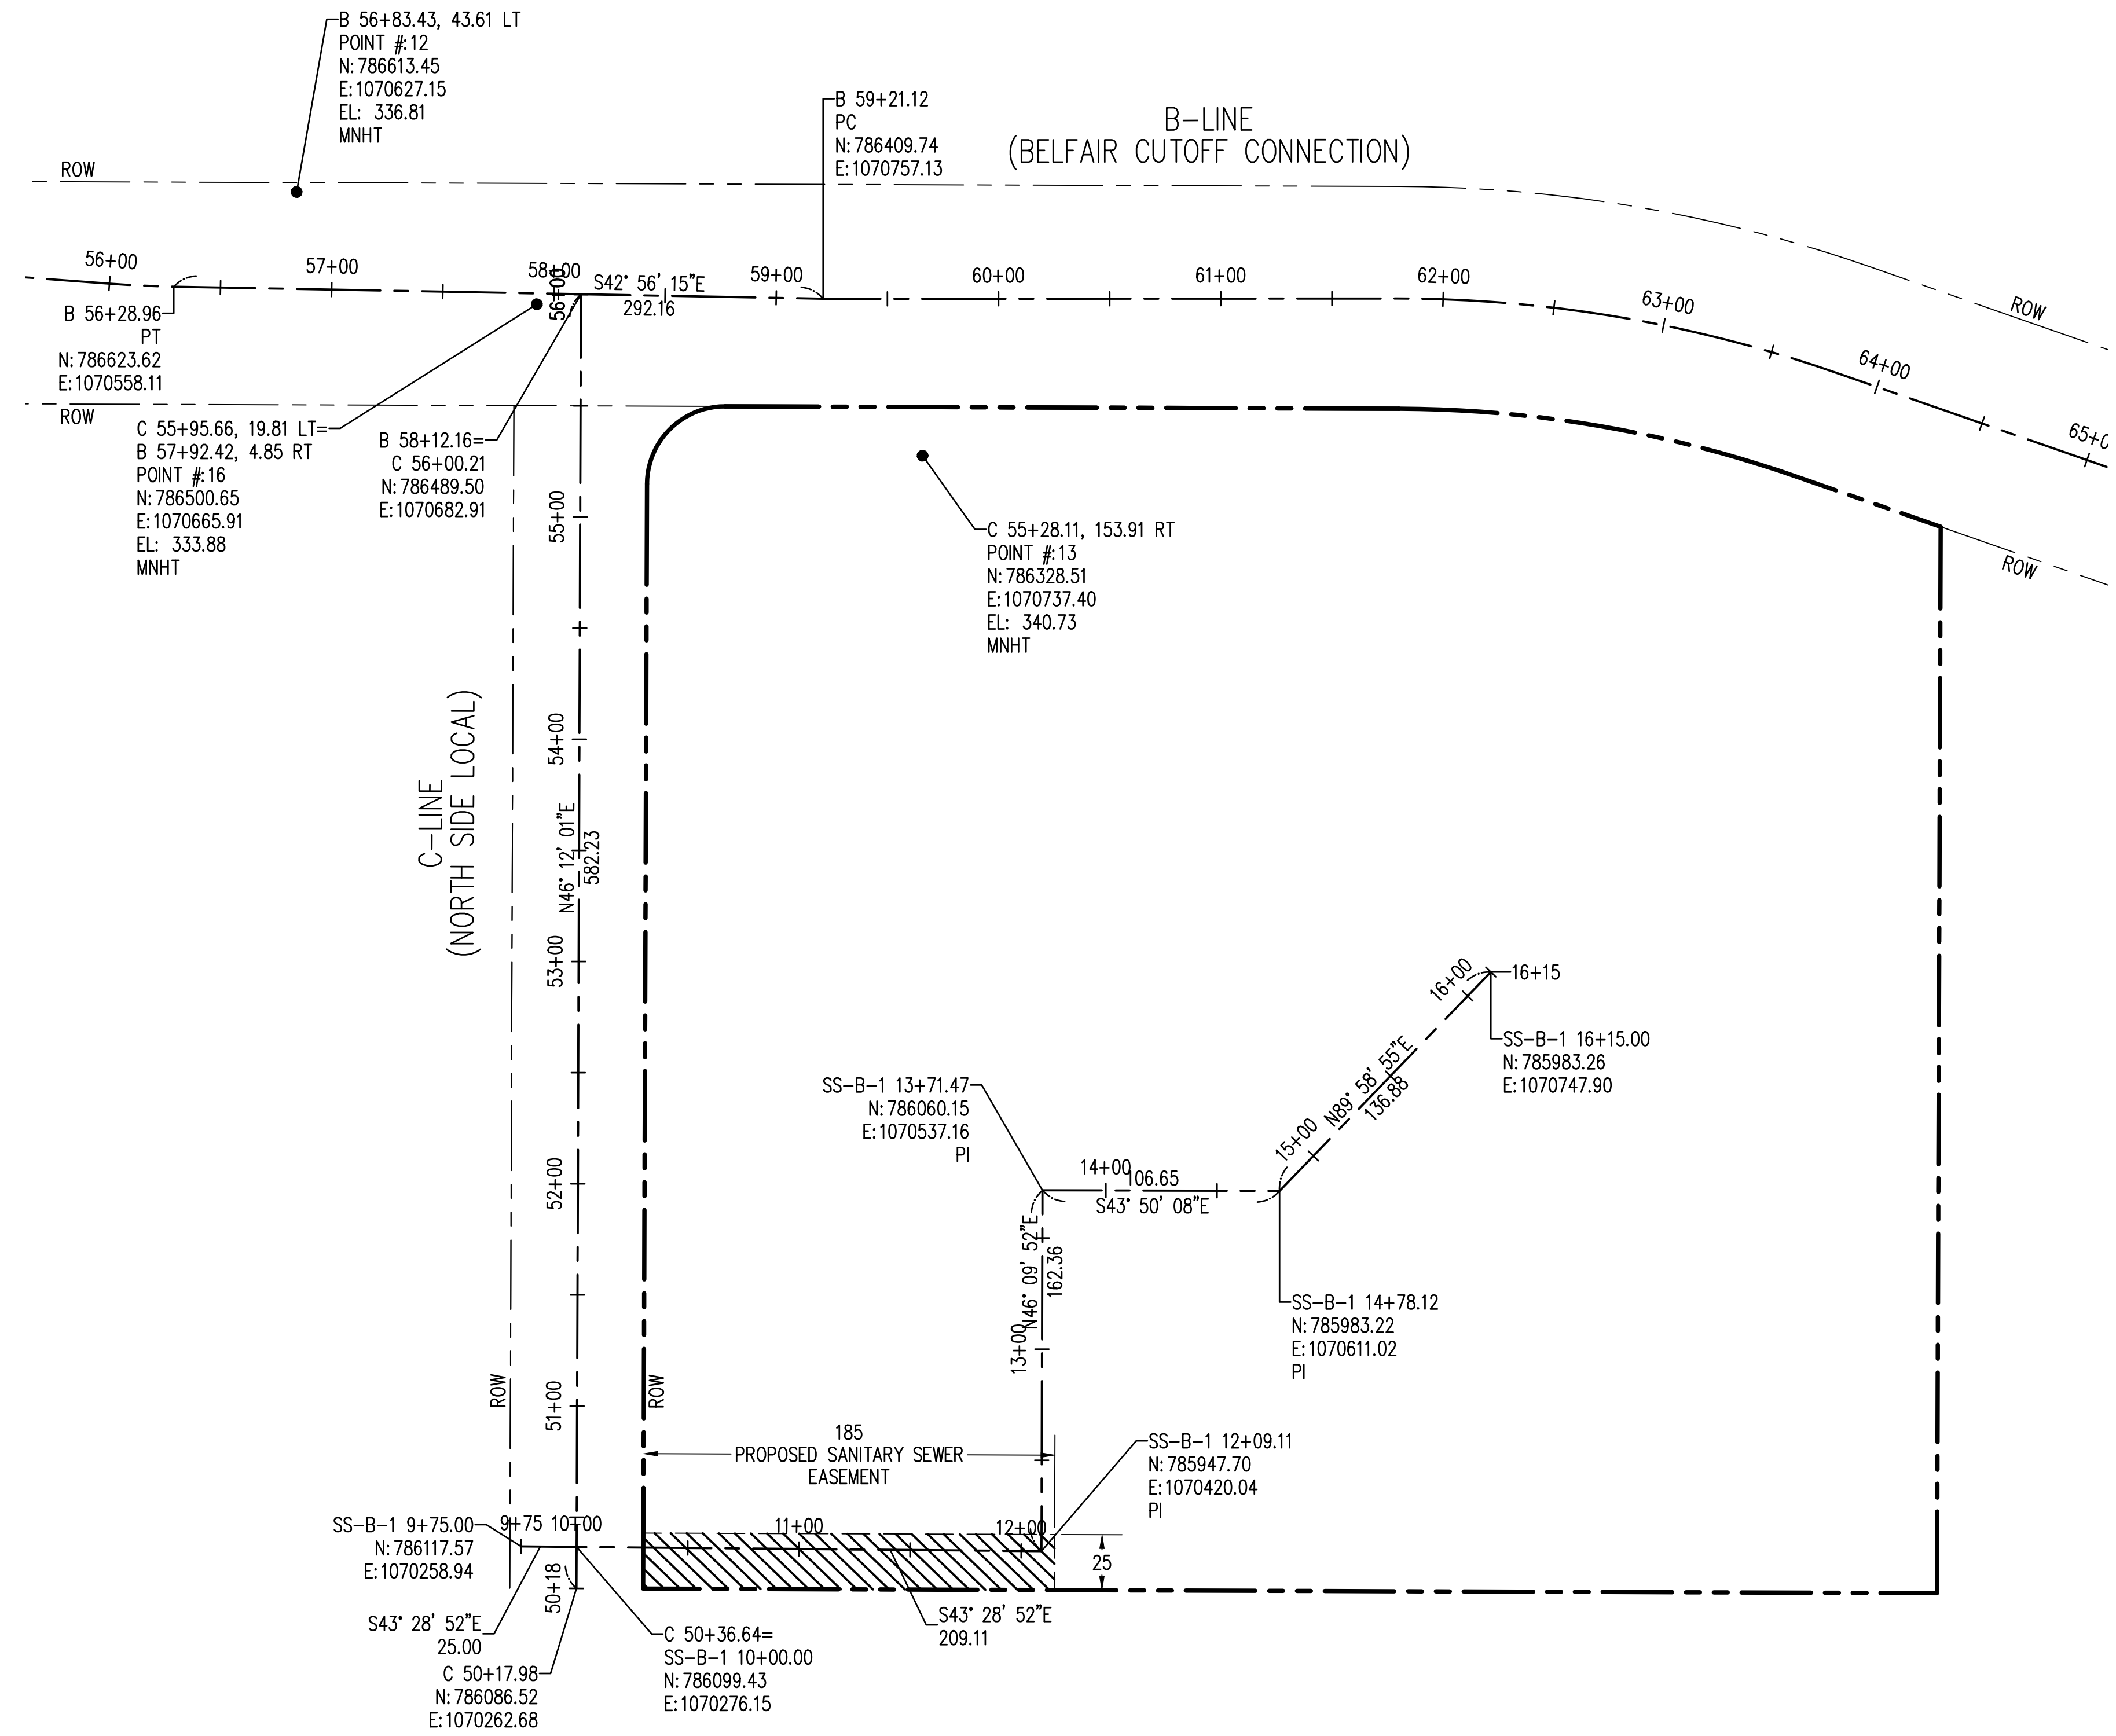 B 56+83.43, 43.61 LT
POINT #:12
N: 786613.45
E: 1070627.15
EL: 336.81
MNHT
B 59+21.12
PC
N: 786409.74
E: 1070757.13
B-LINE
(BELFAIR CUTOFF CONNECTION)
ROW
56+00
57+00
58+00
56+00
S42° 56' 15"E
292.16
59+00
60+00
61+00
62+00
63+00
64+00
65+0
ROW
ROW
B 56+28.96
PT
N: 786623.62
E: 1070558.11
ROW
C 55+95.66, 19.81 LT=
B 57+92.42, 4.85 RT
POINT #:16
N: 786500.65
E: 1070665.91
EL: 333.88
MNHT
B 58+12.16=
C 56+00.21
N: 786489.50
E: 1070682.91
C 55+28.11, 153.91 RT
POINT #:13
N: 786328.51
E: 1070737.40
EL: 340.73
MNHT
55+00
54+00
C-LINE
(NORTH SIDE LOCAL)
N46° 12' 01"E
582.23
53+00
52+00
51+00
50+18
ROW
ROW
16+00
16+15
SS-B-1 16+15.00
N: 785983.26
E: 1070747.90
N89° 58' 55"E
136.88
15+00
SS-B-1 13+71.47
N: 786060.15
E: 1070537.16
PI
14+00
106.65
S43° 50' 08"E
N46° 09' 52"E
162.36
13+00
SS-B-1 14+78.12
N: 785983.22
E: 1070611.02
PI
185
PROPOSED SANITARY SEWER
EASEMENT
SS-B-1 12+09.11
N: 785947.70
E: 1070420.04
PI
SS-B-1 9+75.00
N: 786117.57
E: 1070258.94
9+75
10+00
11+00
12+00
25
S43° 28' 52"E
25.00
S43° 28' 52"E
209.11
C 50+17.98
N: 786086.52
E: 1070262.68
C 50+36.64=
SS-B-1 10+00.00
N: 786099.43
E: 1070276.15